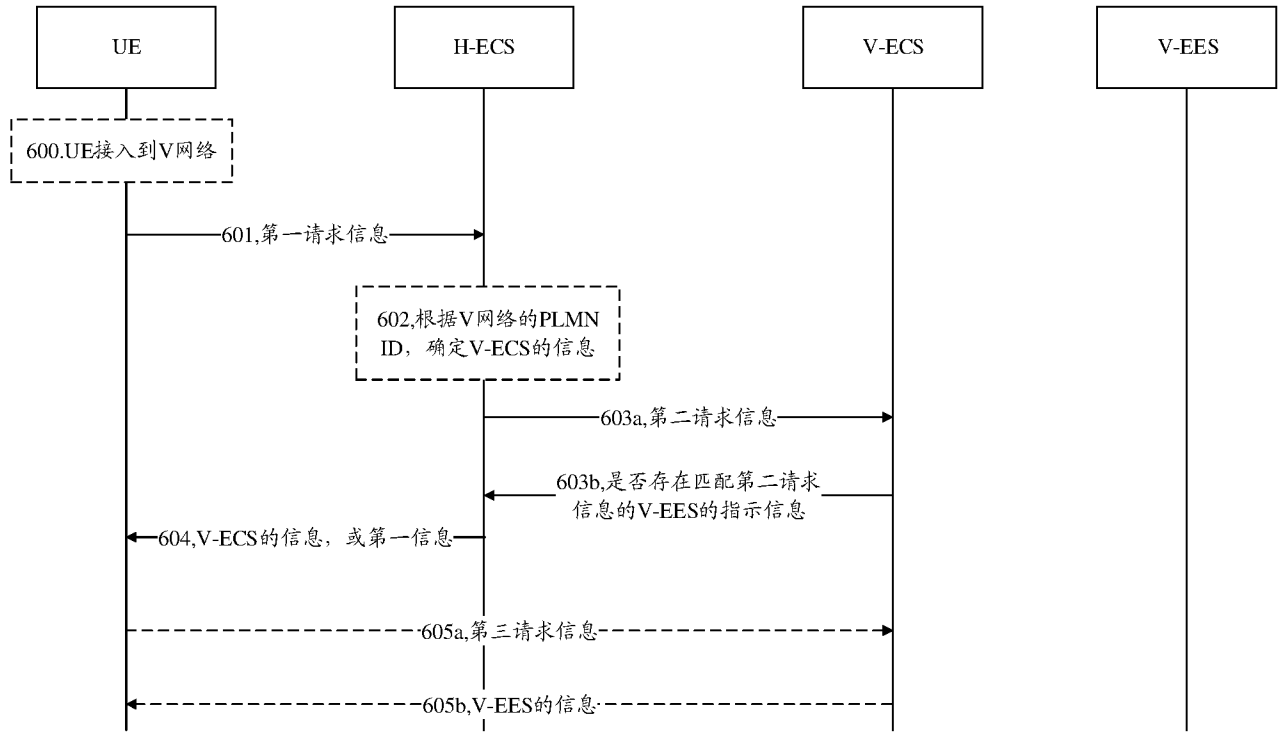 UE
H-ECS
V-ECS
V-EES
600.UE接入到V网络
601,第一请求信息
602,根据V网络的PLMN
ID，确定V-ECS的信息
603a,第二请求信息
603b,是否存在匹配第二请求
信息的V-EES的指示信息
604,V-ECS的信息，或第一信息
605a,第三请求信息
605b,V-EES的信息